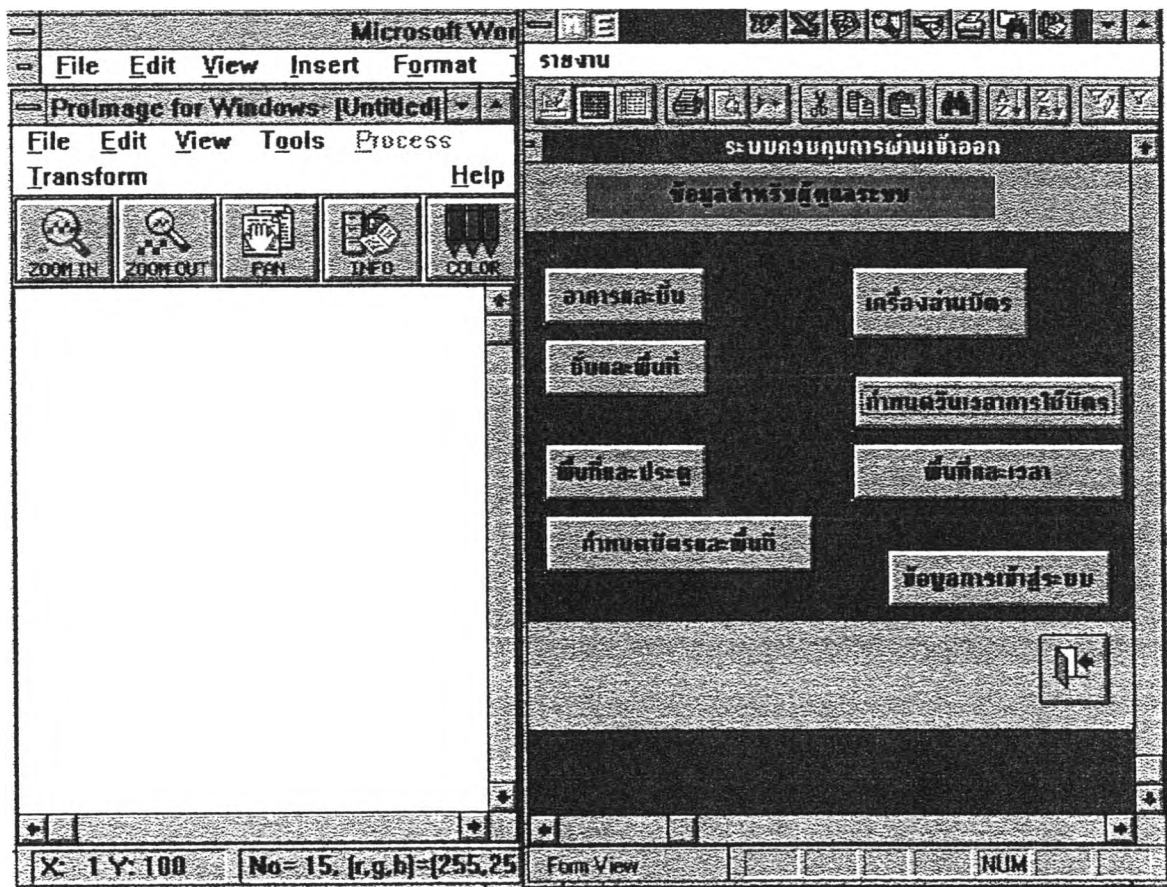 Microsoft Wor
File Edit View Insert Format
ProImage for Windows- [Untitled]
File Edit View Tools Process
Transform Help
ZOOM IN ZOOM OUT PAN INFO COLOR
X: 1 Y: 100 No= 15, [r,g,b]=[255,25
รายงาน
ระบบควบคุมการผ่านเข้าออก
ข้อมูลสำหรับผู้ดูแลระบบ
อาคารและชั้น
เครื่องอ่านบัตร
ชั้นและพื้นที่
กำหนดวันเวลาการใช้บัตร
พื้นที่และประตู
พื้นที่และเวลา
กำหนดบัตรและพื้นที่
ข้อมูลการเข้าสู่ระบบ
Form View NUM